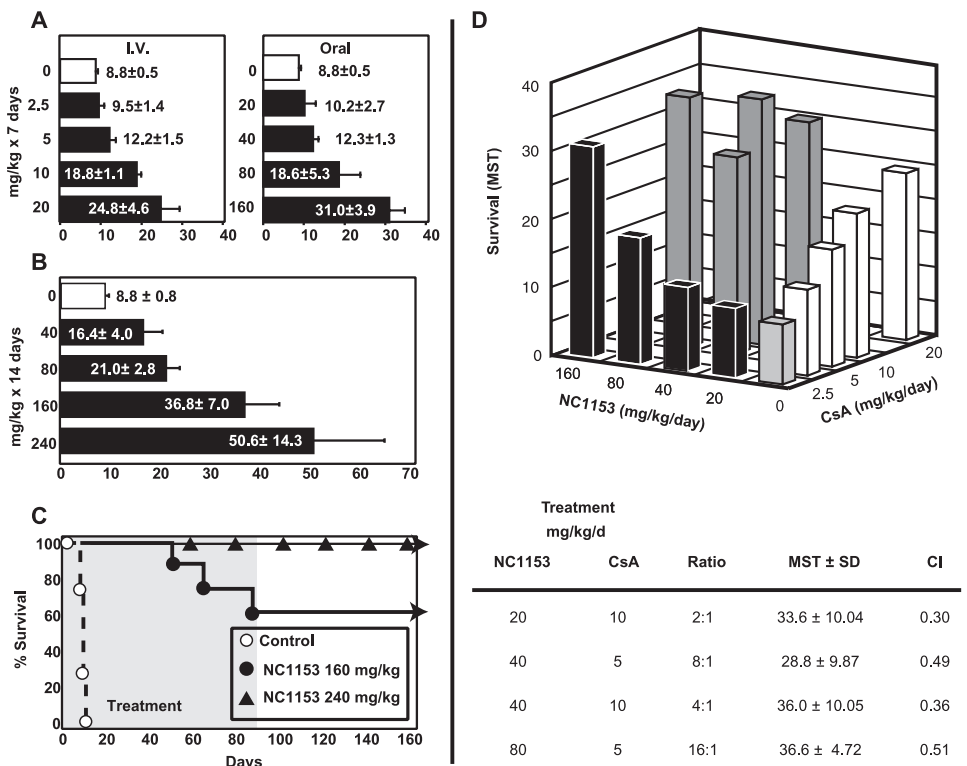 A
I.V.
Oral
mg/kg x 7 days
0
8.8±0.5
2.5
9.5±1.4
5
12.2±1.5
10
18.8±1.1
20
24.8±4.6
0 10 20 30 40
0
8.8±0.5
20
10.2±2.7
40
12.3±1.3
80
18.6±5.3
160
31.0±3.9
0 10 20 30 40
B
mg/kg x 14 days
0
8.8 ± 0.8
40
16.4± 4.0
80
21.0± 2.8
160
36.8± 7.0
240
50.6± 14.3
0 10 20 30 40 50 60 70
C
% Survival
100
80
60
40
20
0
Treatment
Control
NC1153 160 mg/kg
NC1153 240 mg/kg
0 20 40 60 80 100 120 140 160
Days
D
Survival (MST)
40
30
20
10
0
160 80 40 20 0
NC1153 (mg/kg/day)
2.5 5 10 20
CsA (mg/kg/day)
Treatment
mg/kg/d
NC1153 CsA Ratio MST ± SD CI
20 10 2:1 33.6 ± 10.04 0.30
40 5 8:1 28.8 ± 9.87 0.49
40 10 4:1 36.0 ± 10.05 0.36
80 5 16:1 36.6 ± 4.72 0.51